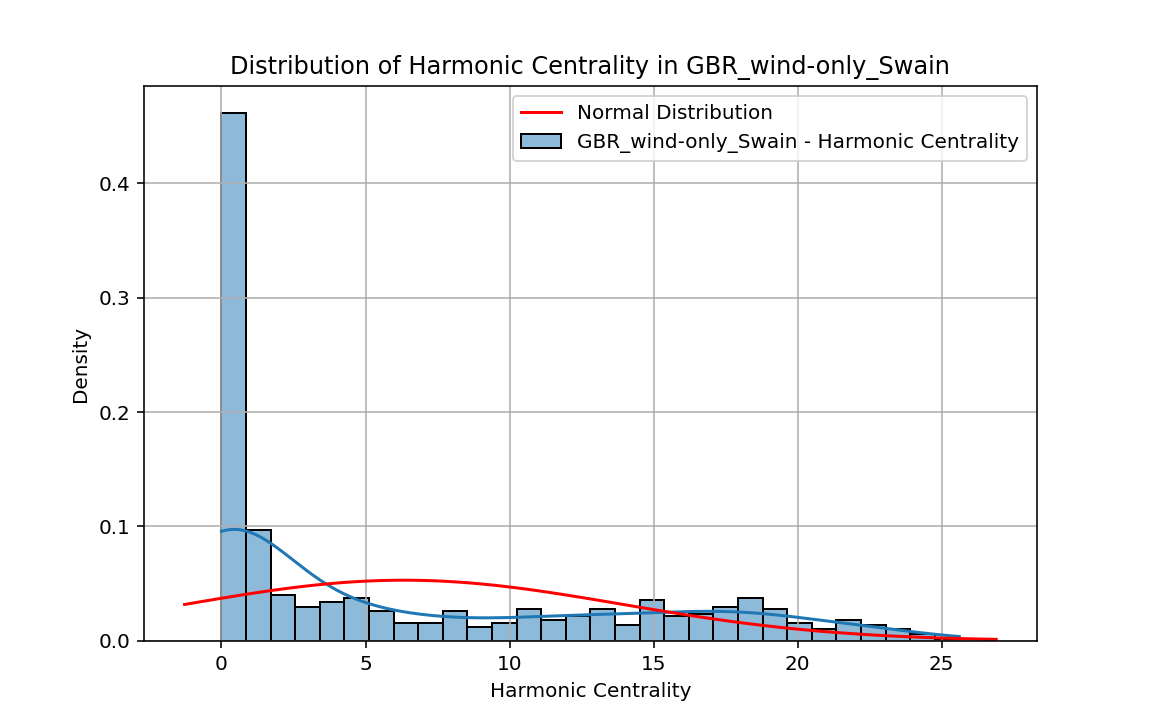 Distribution of Harmonic Centrality in GBR_wind-only_Swain
Normal Distribution
GBR_wind-only_Swain - Harmonic Centrality
Density
0.4
0.3
0.2
0.1
0.0
0 5 10 15 20 25
Harmonic Centrality